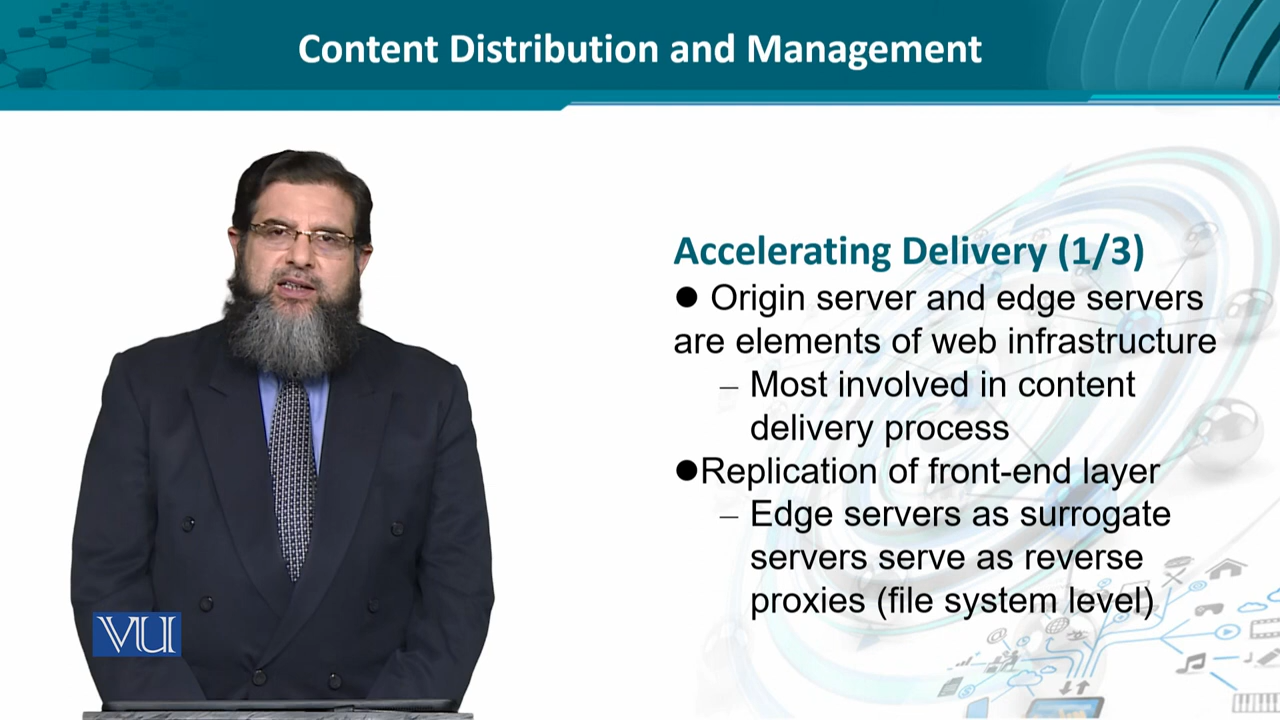 Content Distribution and Management
Accelerating Delivery (1/3)
● Origin server and edge servers
are elements of web infrastructure
– Most involved in content
delivery process
●Replication of front-end layer
– Edge servers as surrogate
servers serve as reverse
proxies (file system level)
VU